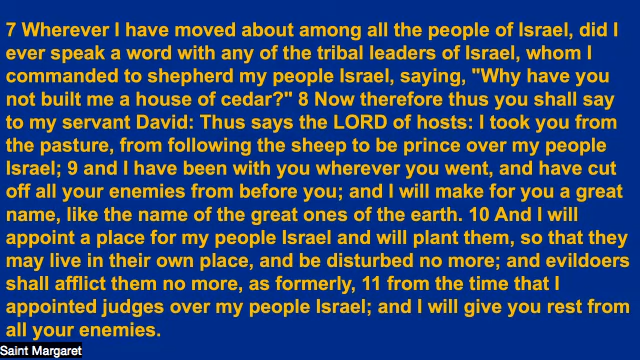 7 Wherever I have moved about among all the people of Israel, did I
ever speak a word with any of the tribal leaders of Israel, whom I
commanded to shepherd my people Israel, saying, "Why have you
not built me a house of cedar?" 8 Now therefore thus you shall say
to my servant David: Thus says the LORD of hosts: I took you from
the pasture, from following the sheep to be prince over my people
Israel; 9 and I have been with you wherever you went, and have cut
off all your enemies from before you; and I will make for you a great
name, like the name of the great ones of the earth. 10 And I will
appoint a place for my people Israel and will plant them, so that they
may live in their own place, and be disturbed no more; and evildoers
shall afflict them no more, as formerly, 11 from the time that I
appointed judges over my people Israel; and I will give you rest from
all your enemies.
Saint Margaret